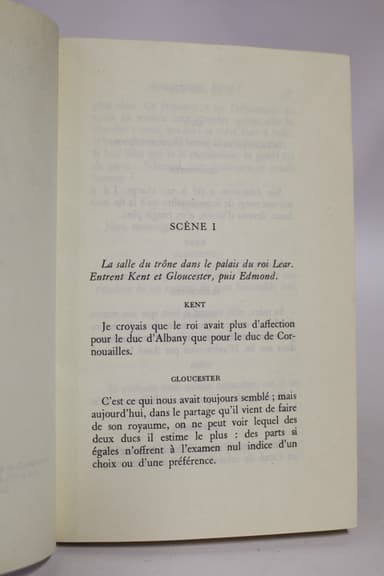 SCÈNE I
La salle du trône dans le palais du roi Lear.
Entrent Kent et Gloucester, puis Edmond.
KENT
Je croyais que le roi avait plus d'affection
pour le duc d'Albany que pour le duc de Cor-
nouailles.
GLOUCESTER
C'est ce qui nous avait toujours semblé ; mais
aujourd'hui, dans le partage qu'il vient de faire
de son royaume, on ne peut voir lequel des
deux ducs il estime le plus : des parts si
égales n'offrent à l'examen nul indice d'un
choix ou d'une préférence.